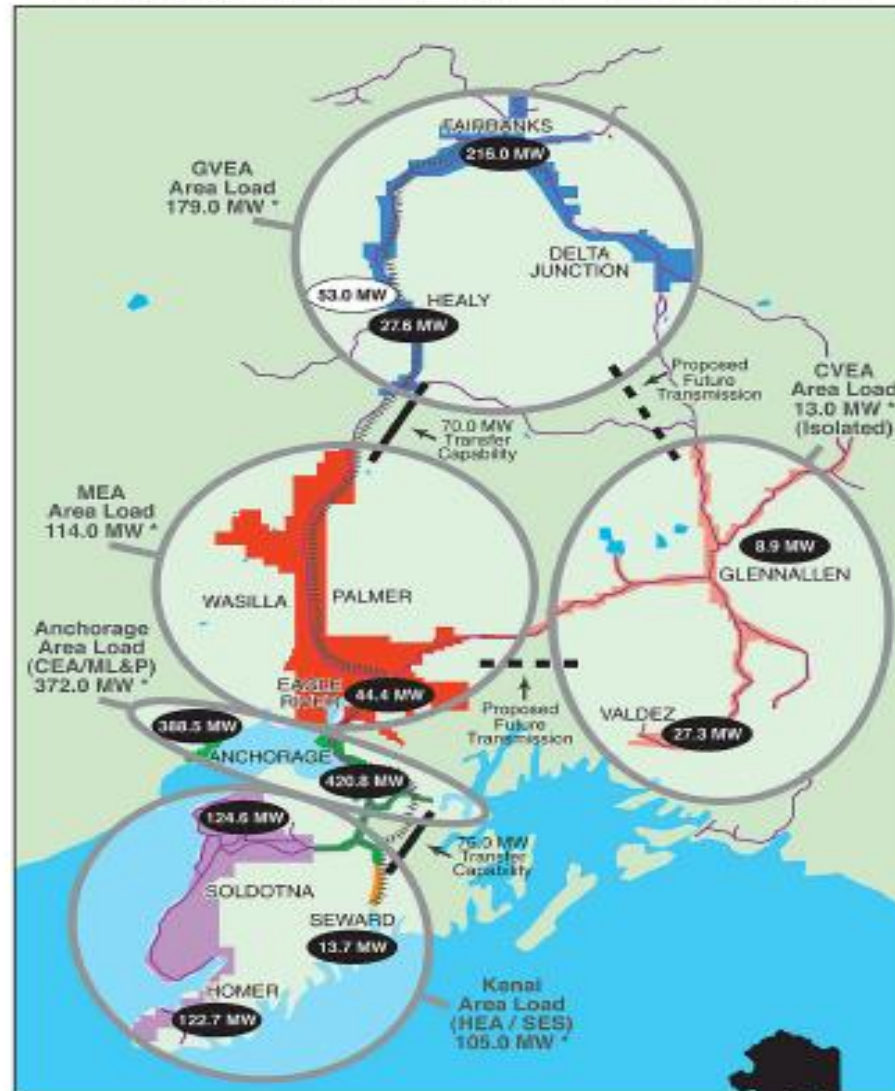 FAIRBANKS
216.0 MW
GVEA
Area Load
179.0 MW *
DELTA
JUNCTION
53.0 MW
HEALY
27.6 MW
Proposed
Future
Transmission
CVEA
Area Load
13.0 MW *
(Isolated)
70.0 MW
Transfer
Capability
MEA
Area Load
114.0 MW *
8.9 MW
GLENNALLEN
WASILLA
PALMER
Anchorage
Area Load
(CEA/ML&P)
372.0 MW *
EAGLE
RIVER
44.4 MW
Proposed
Future
Transmission
VALDEZ
27.3 MW
388.5 MW
ANCHORAGE
420.8 MW
124.6 MW
75.0 MW
Transfer
Capability
SOLDOTNA
SEWARD
13.7 MW
HOMER
122.7 MW
Kenai
Area Load
(HEA / SES)
105.0 MW *